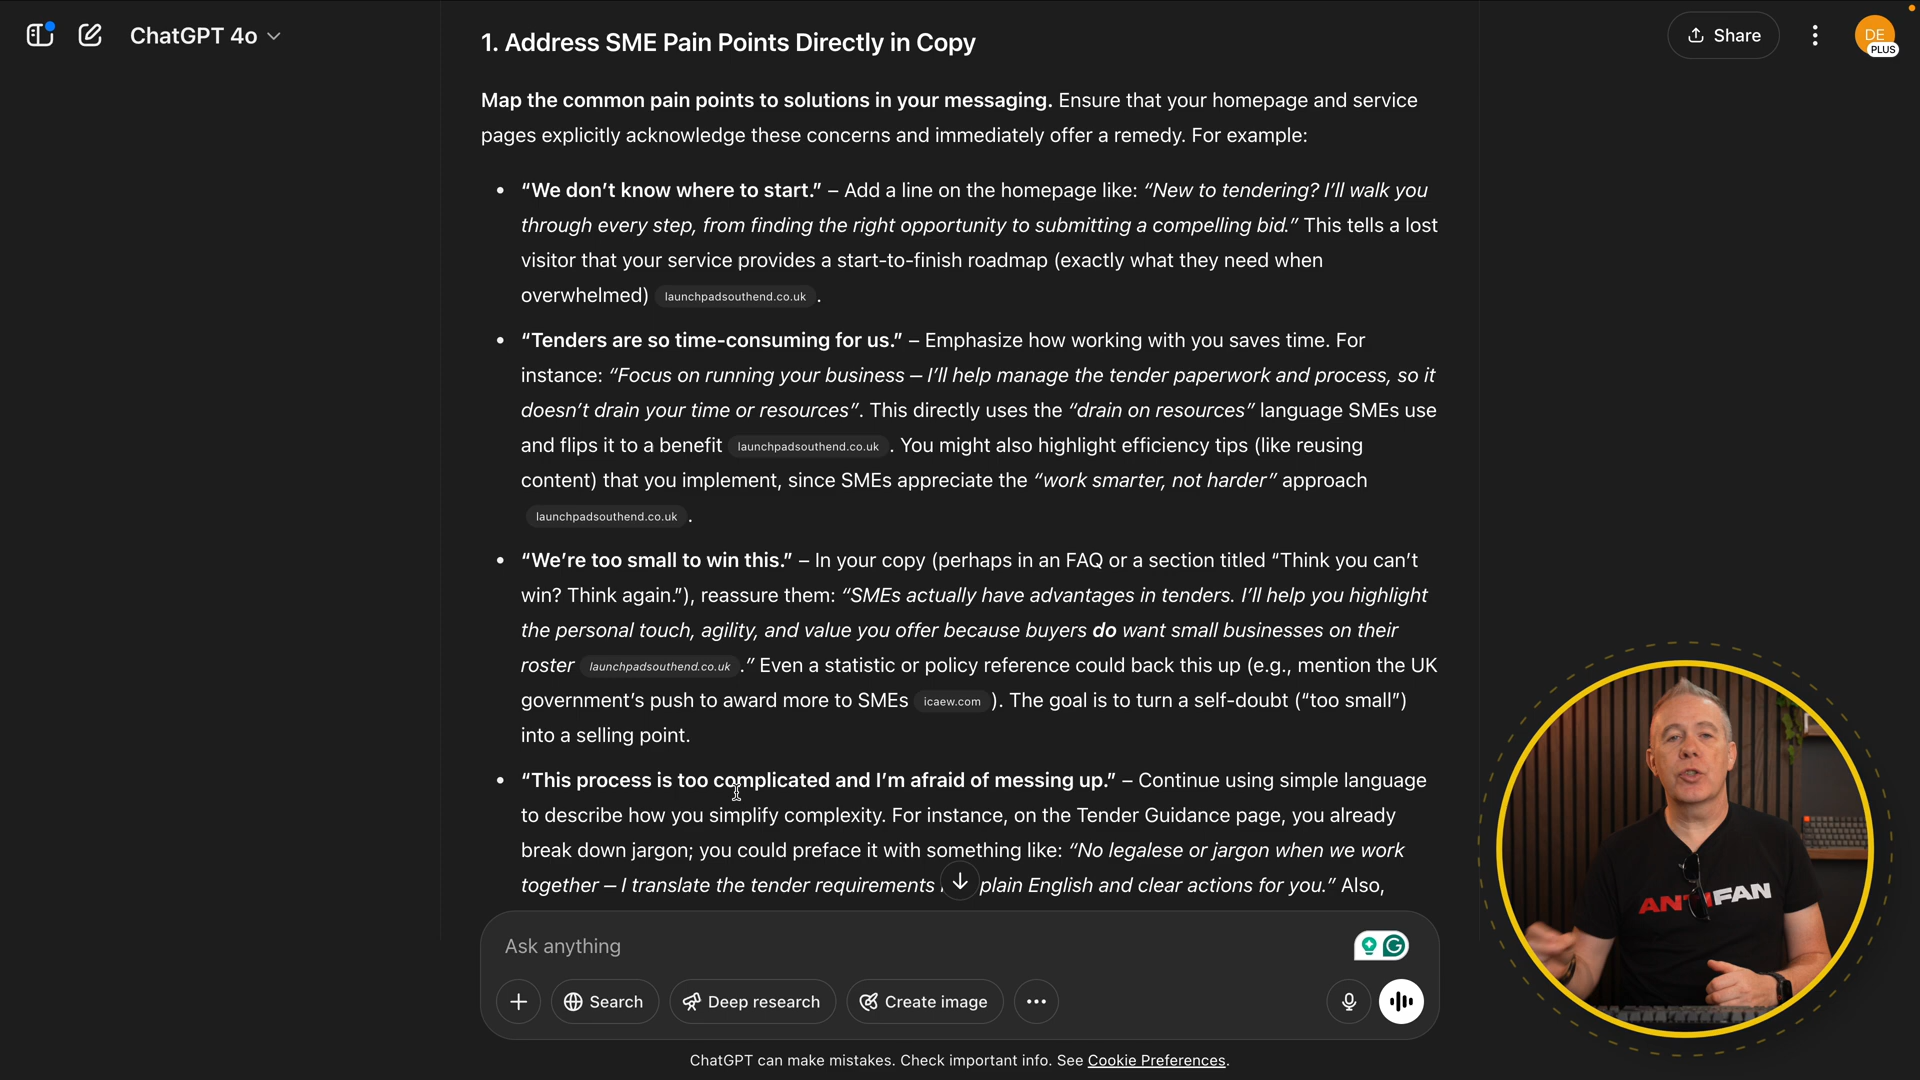 ChatGPT 4o
Share
DE
PLUS
1. Address SME Pain Points Directly in Copy
Map the common pain points to solutions in your messaging. Ensure that your homepage and service
pages explicitly acknowledge these concerns and immediately offer a remedy. For example:
• “We don’t know where to start.” – Add a line on the homepage like: “New to tendering? I’ll walk you
through every step, from finding the right opportunity to submitting a compelling bid.” This tells a lost
visitor that your service provides a start-to-finish roadmap (exactly what they need when
overwhelmed) launchpadsouthend.co.uk .
• “Tenders are so time-consuming for us.” – Emphasize how working with you saves time. For
instance: “Focus on running your business – I’ll help manage the tender paperwork and process, so it
doesn’t drain your time or resources”. This directly uses the “drain on resources” language SMEs use
and flips it to a benefit launchpadsouthend.co.uk . You might also highlight efficiency tips (like reusing
content) that you implement, since SMEs appreciate the “work smarter, not harder” approach
launchpadsouthend.co.uk .
• “We’re too small to win this.” – In your copy (perhaps in an FAQ or a section titled “Think you can’t
win? Think again.”), reassure them: “SMEs actually have advantages in tenders. I’ll help you highlight
the personal touch, agility, and value you offer because buyers do want small businesses on their
roster launchpadsouthend.co.uk .” Even a statistic or policy reference could back this up (e.g., mention the UK
government’s push to award more to SMEs icaew.com ). The goal is to turn a self-doubt (“too small”)
into a selling point.
• “This process is too complicated and I’m afraid of messing up.” – Continue using simple language
to describe how you simplify complexity. For instance, on the Tender Guidance page, you already
break down jargon; you could preface it with something like: “No legalese or jargon when we work
together – I translate the tender requirements plain English and clear actions for you.” Also,
Ask anything
Search
Deep research
Create image
ChatGPT can make mistakes. Check important info. See Cookie Preferences.